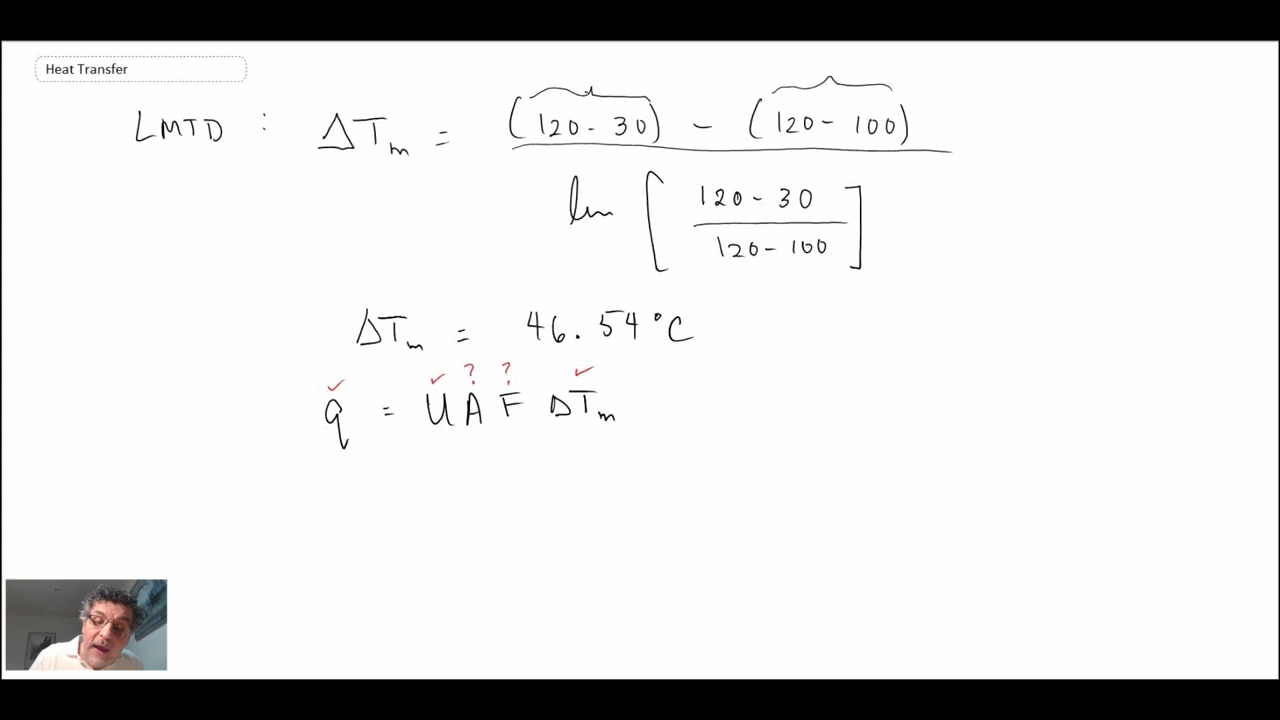 Heat Transfer
LMTD : ΔTm = (120 - 30) - (120 - 100)
ln [ 120 - 30
120 - 100 ]
ΔTm = 46.54 °C
✓ ✓ ? ? ✓
q = U A F ΔTm